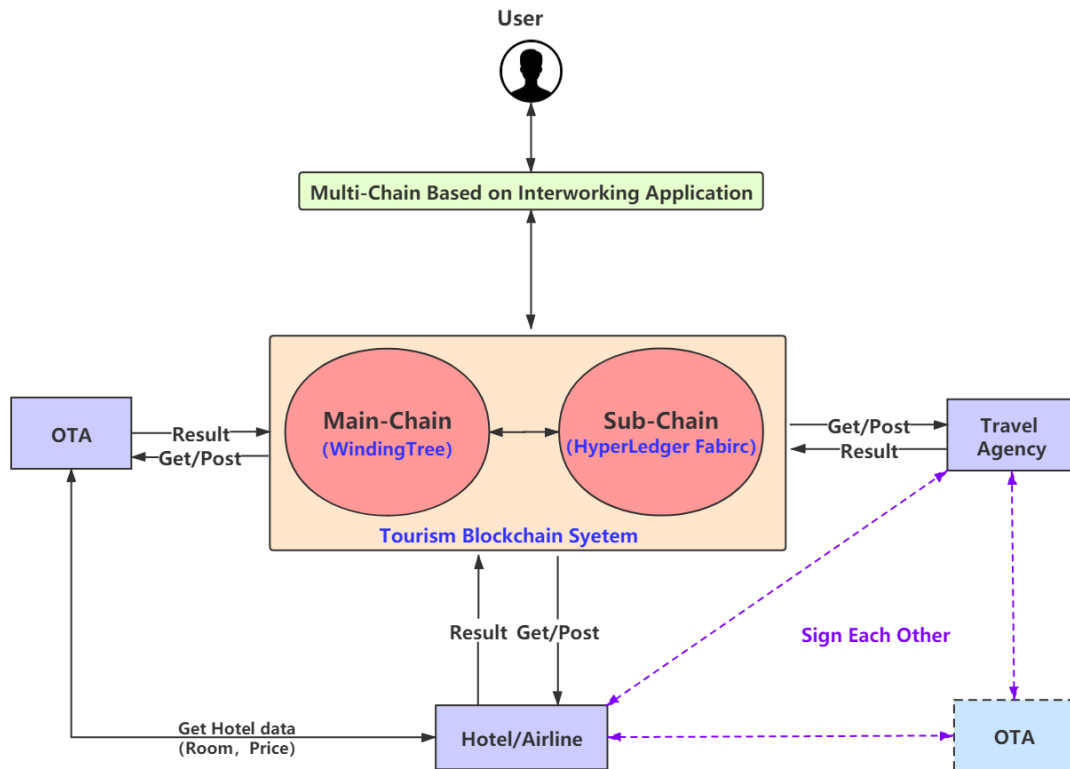 User
Multi-Chain Based on Interworking Application
Main-Chain
(WindingTree)
Sub-Chain
(HyperLedger Fabirc)
Tourism Blockchain Sytem
OTA
Result
Get/Post
Get/Post
Result
Travel
Agency
Result
Get/Post
Sign Each Other
Get Hotel data
(Room，Price)
Hotel/Airline
OTA